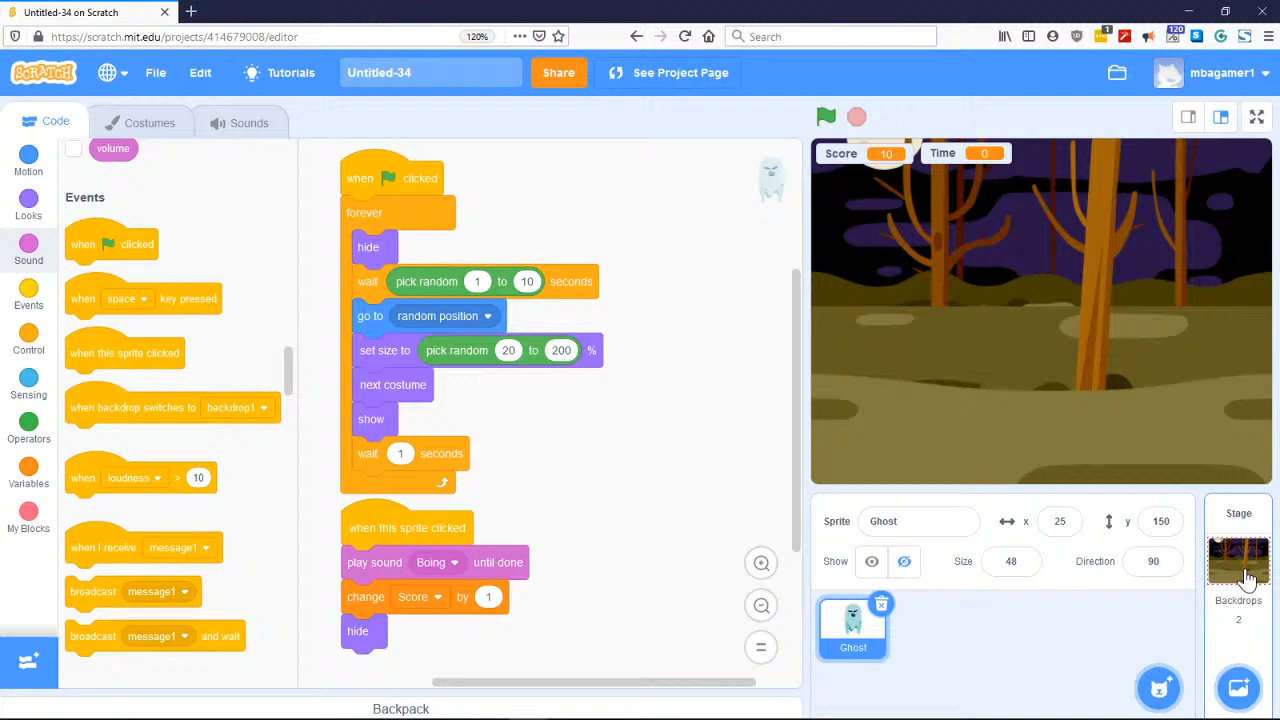 Untitled-34 on Scratch
https://scratch.mit.edu/projects/414679008/editor
120%
Search
1
120
SCRATCH
File
Edit
Tutorials
Untitled-34
Share
See Project Page
mbagamer1
Code
Costumes
Sounds
Motion
Looks
Sound
Events
Control
Sensing
Operators
Variables
My Blocks
volume
Events
when clicked
when space key pressed
when this sprite clicked
when backdrop switches to backdrop1
when loudness > 10
when I receive message1
broadcast message1
broadcast message1 and wait
when clicked
forever
hide
wait pick random 1 to 10 seconds
go to random position
set size to pick random 20 to 200 %
next costume
show
wait 1 seconds
when this sprite clicked
play sound Boing until done
change Score by 1
hide
Backpack
Score 10
Time 0
Sprite Ghost x 25 y 150
Show Size 48 Direction 90
Ghost
Stage
Backdrops
2